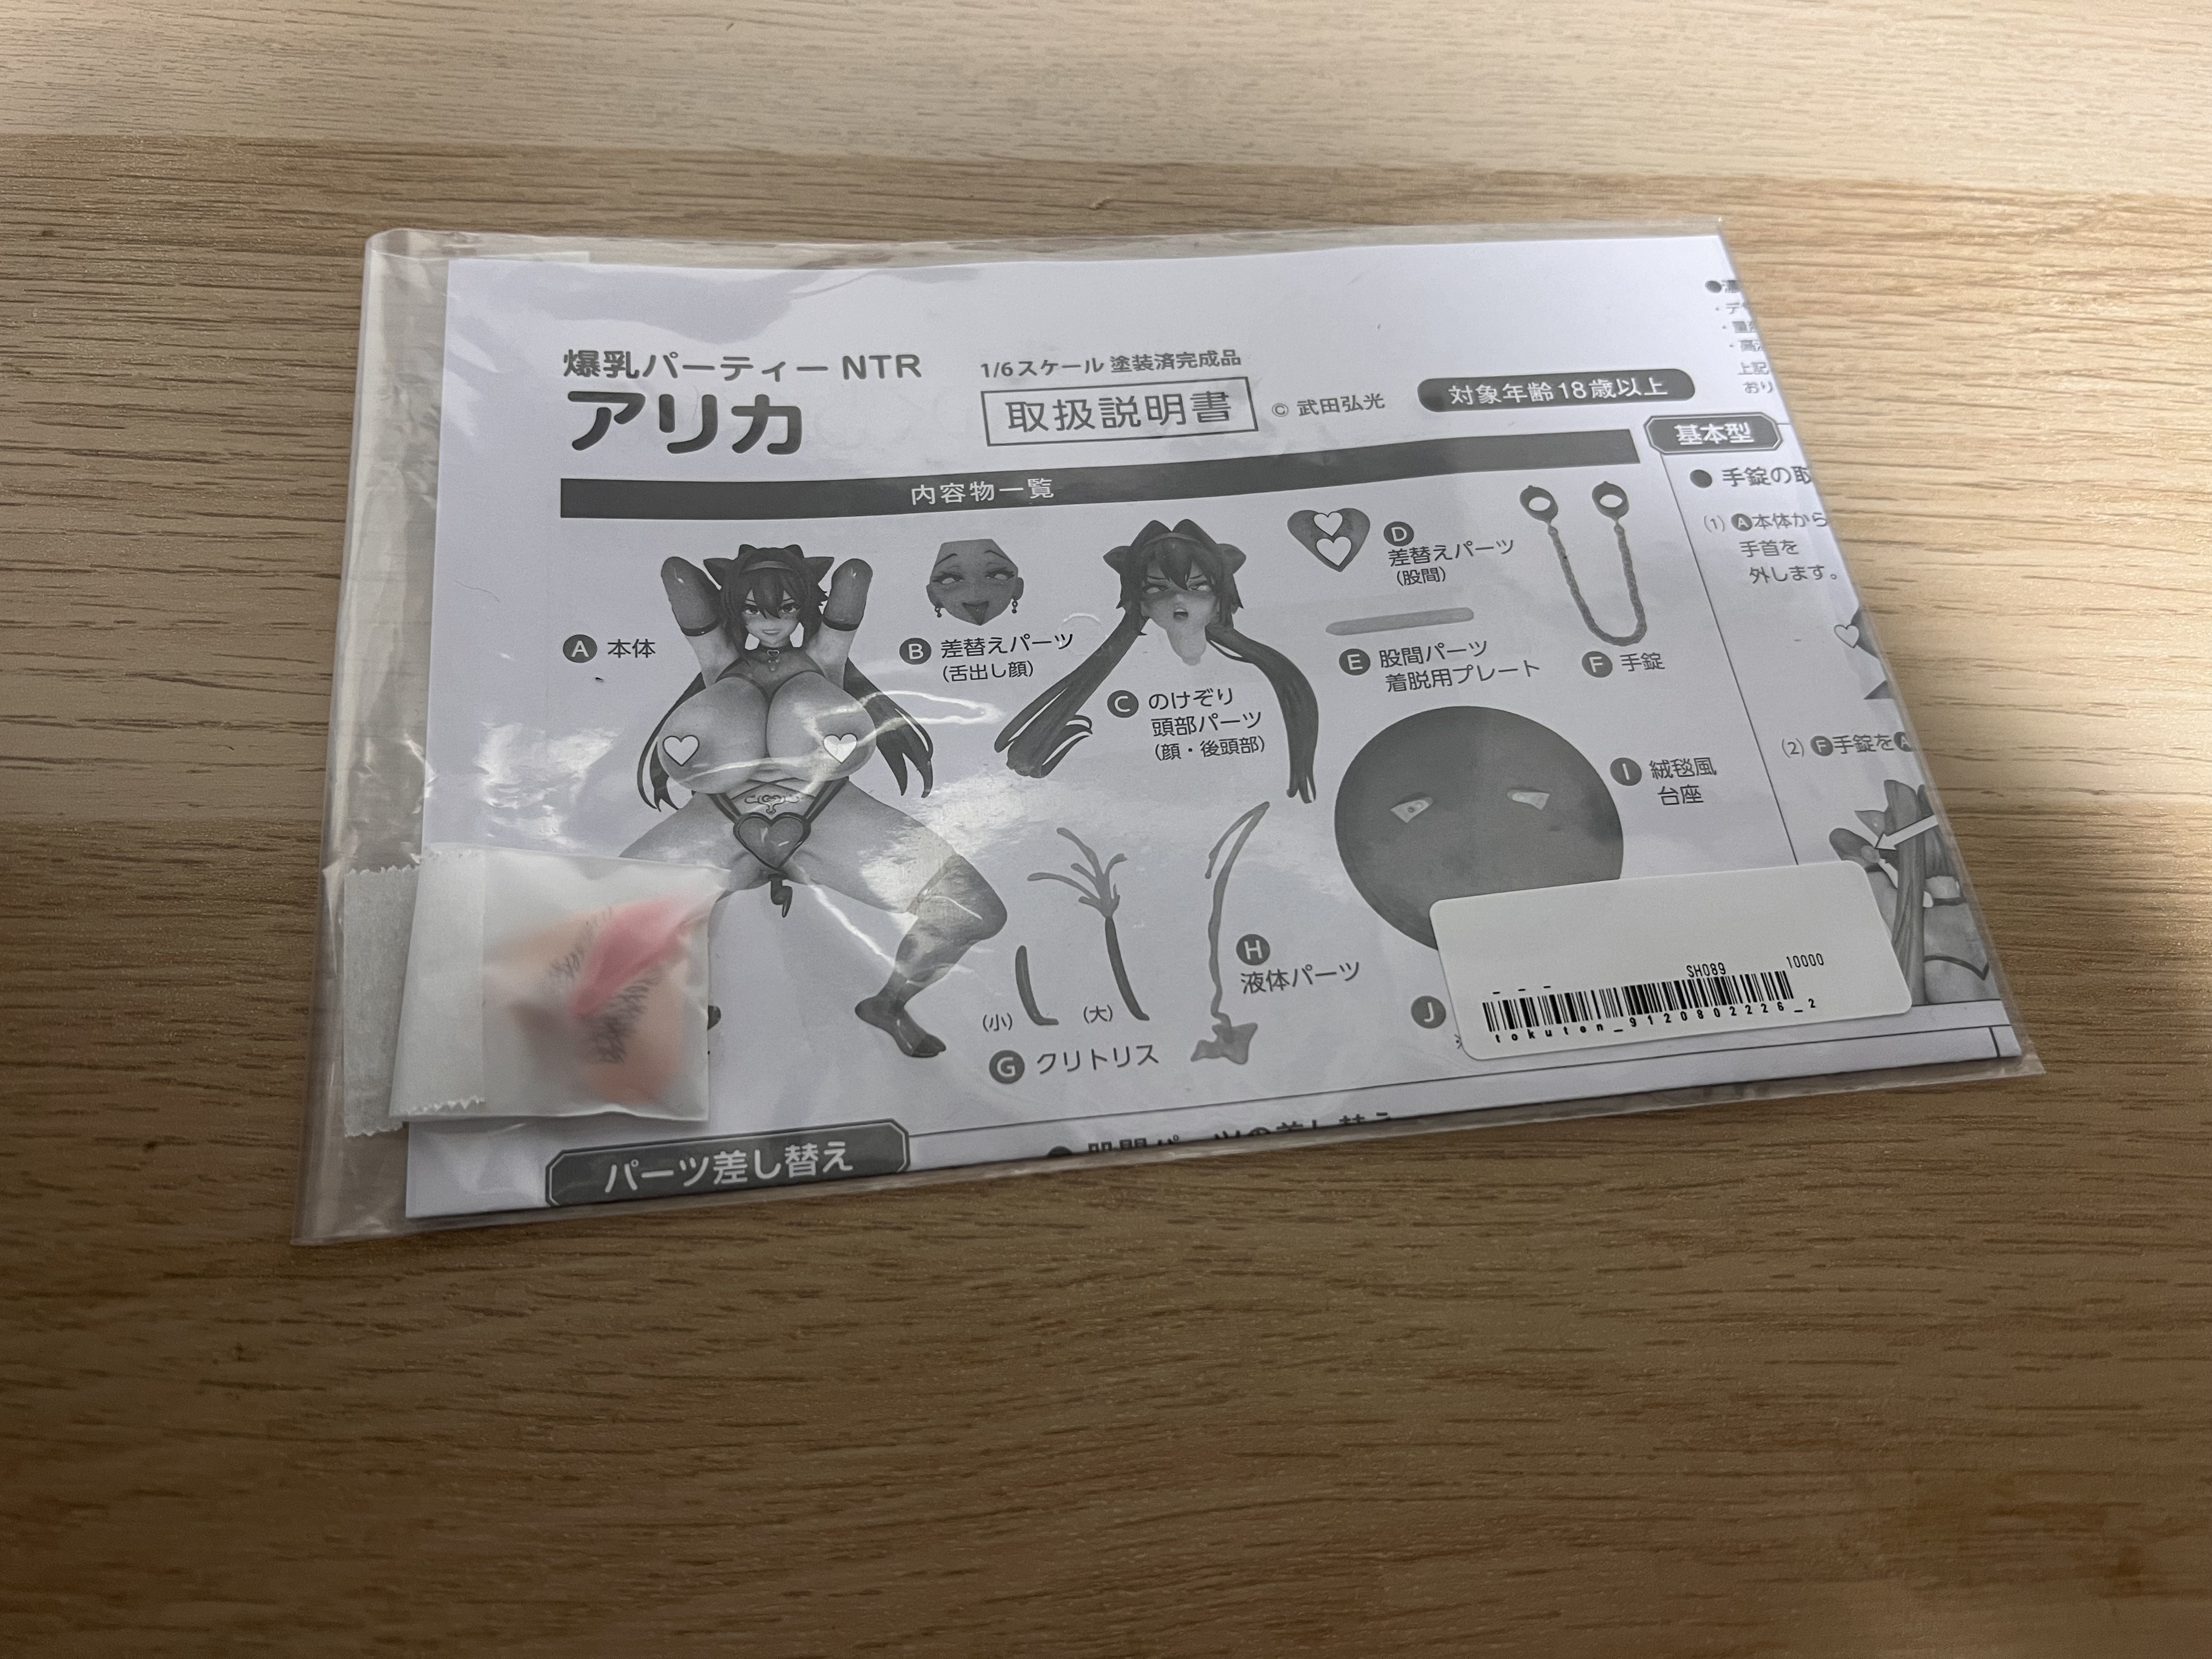 爆乳パーティー NTR
アリカ
1/6スケール 塗装済完成品
取扱説明書
© 武田弘光
対象年齢18歳以上
内容物一覧
A 本体
B 差替えパーツ
(舌出し顔)
C のけぞり
頭部パーツ
(顔・後頭部)
D
差替えパーツ
(股間)
E 股間パーツ
着脱用プレート
F 手錠
G クリトリス
(小)
(大)
H
液体パーツ
I 絨毯風
台座
J
SH089
10000
tokuten_9120802226_2
パーツ差し替え
上記
おり
基本型
● 手錠の取
(1) A本体から
手首を
外します。
(2) F手錠をA